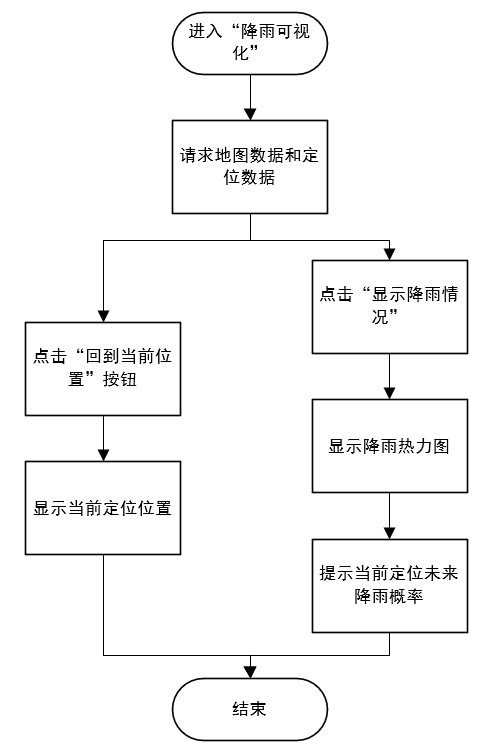 进入“降雨可视
化”
请求地图数据和定
位数据
点击“回到当前位
置”按钮
显示当前定位位置
点击“显示降雨情
况”
显示降雨热力图
提示当前定位未来
降雨概率
结束